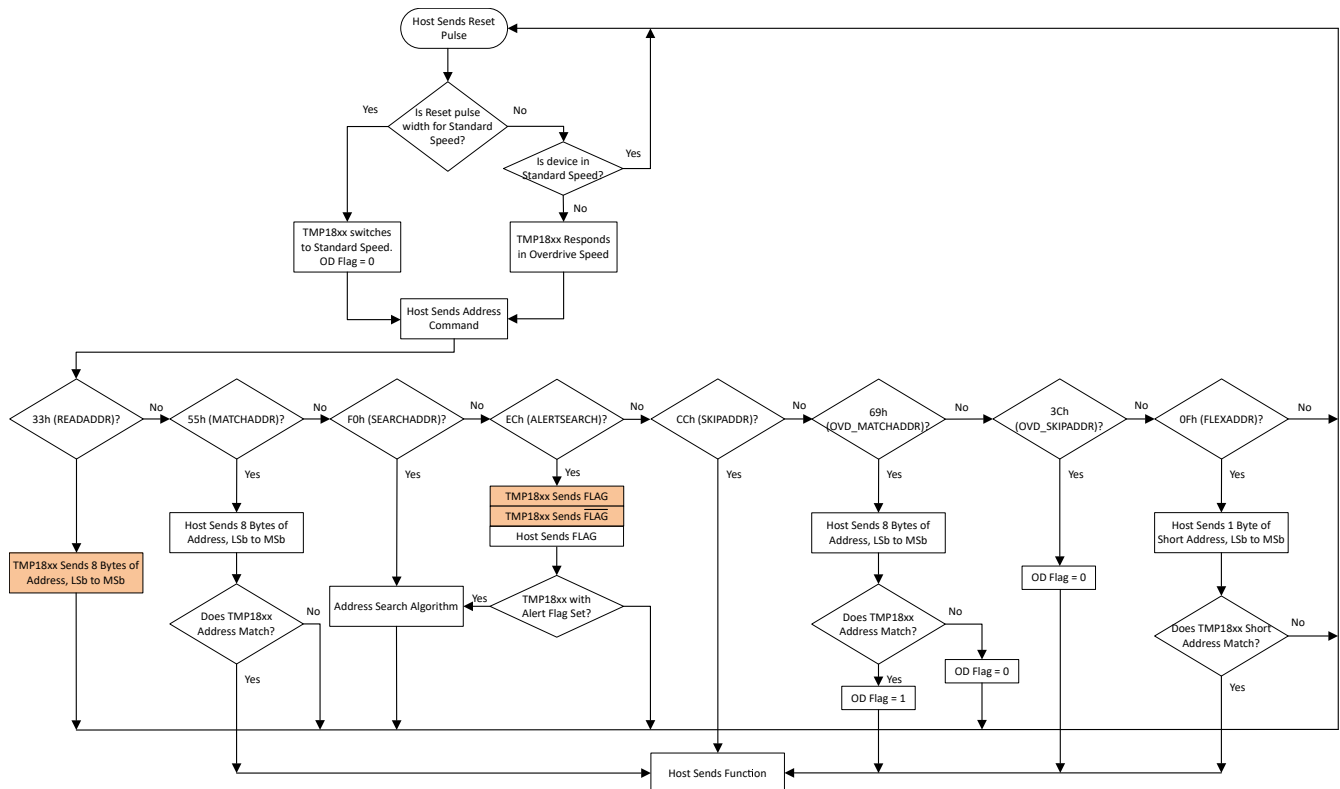 Host Sends Reset
Pulse
Yes
Is Reset pulse
width for Standard
Speed?
No
Is device in
Standard Speed?
Yes
No
TMP18xx switches
to Standard Speed.
OD Flag = 0
TMP18xx Responds
in Overdrive Speed
Host Sends Address
Command
33h (READADDR)?
No
55h (MATCHADDR)?
No
F0h (SEARCHADDR)?
No
ECh (ALERTSEARCH)?
No
CCh (SKIPADDR)?
No
69h
(OVD_MATCHADDR)?
No
3Ch
(OVD_SKIPADDR)?
No
0Fh (FLEXADDR)?
No
Yes
Yes
Yes
Yes
Yes
Yes
Yes
Yes
TMP18xx Sends 8 Bytes of
Address, LSb to MSb
Host Sends 8 Bytes of
Address, LSb to MSb
Does TMP18xx
Address Match?
No
Yes
Address Search Algorithm
TMP18xx Sends FLAG
TMP18xx Sends F̅L̅A̅G̅
Host Sends FLAG
Yes
TMP18xx with
Alert Flag Set?
No
Host Sends 8 Bytes of
Address, LSb to MSb
Does TMP18xx
Address Match?
No
Yes
OD Flag = 0
OD Flag = 1
OD Flag = 0
Host Sends 1 Byte of
Short Address, LSb to MSb
Does TMP18xx Short
Address Match?
No
Yes
Host Sends Function